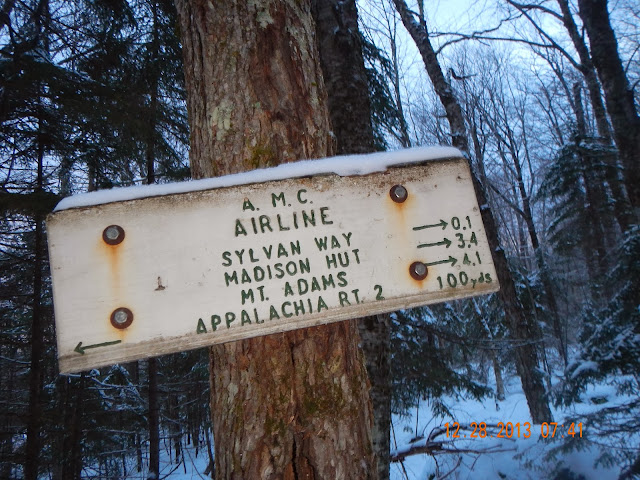 A. M. C.
AIRLINE
SYLVAN WAY → 0.1
MADISON HUT → 3.4
MT. ADAMS → 4.1
← APPALACHIA RT. 2 100 YDS
12 28 2013 07:41